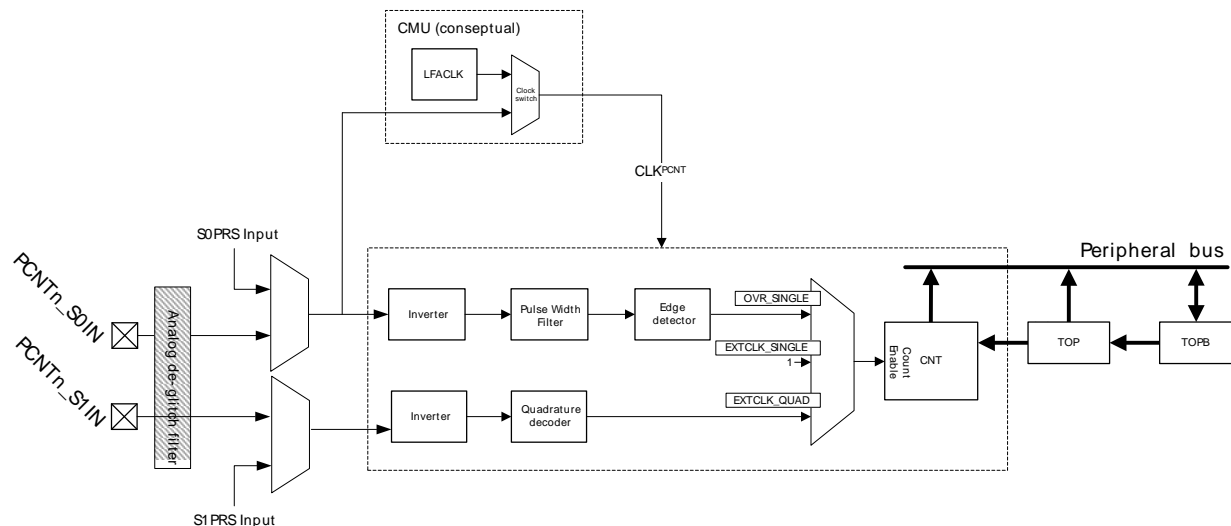 CMU (conseptual)
LFACLK
Clock
switch
CLKPCNT
S0PRS Input
PCNTn_S0IN
Analog de-glitch filter
PCNTn_S1IN
S1PRS Input
Inverter
Pulse Width
Filter
Edge
detector
OVR_SINGLE
EXTCLK_SINGLE
1
EXTCLK_QUAD
Inverter
Quadrature
decoder
Count
Enable
CNT
TOP
TOPB
Peripheral bus